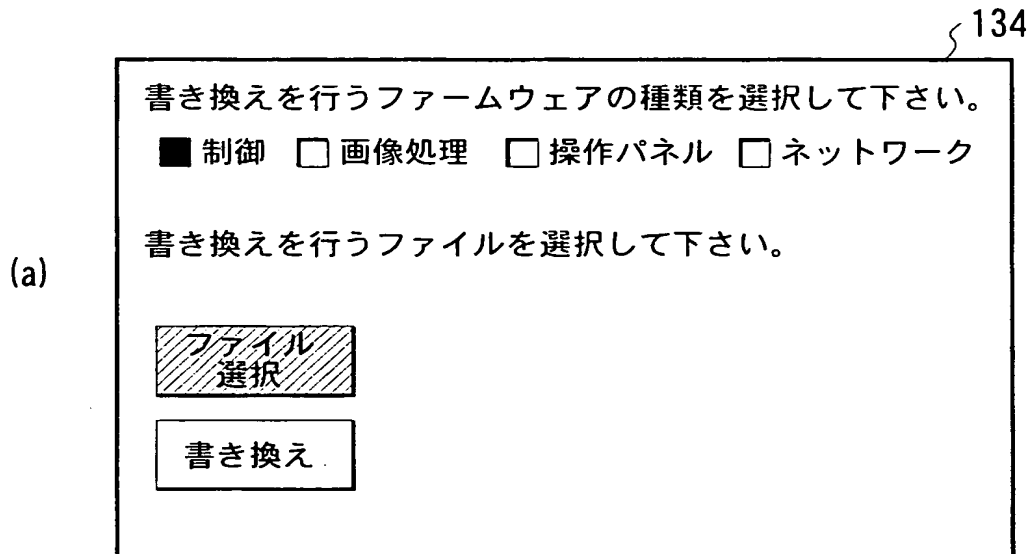 134
書き換えを行うファームウェアの種類を選択して下さい。
■制御 □画像処理 □操作パネル □ネットワーク
書き換えを行うファイルを選択して下さい。
(a)
ファイル
選択
書き換え